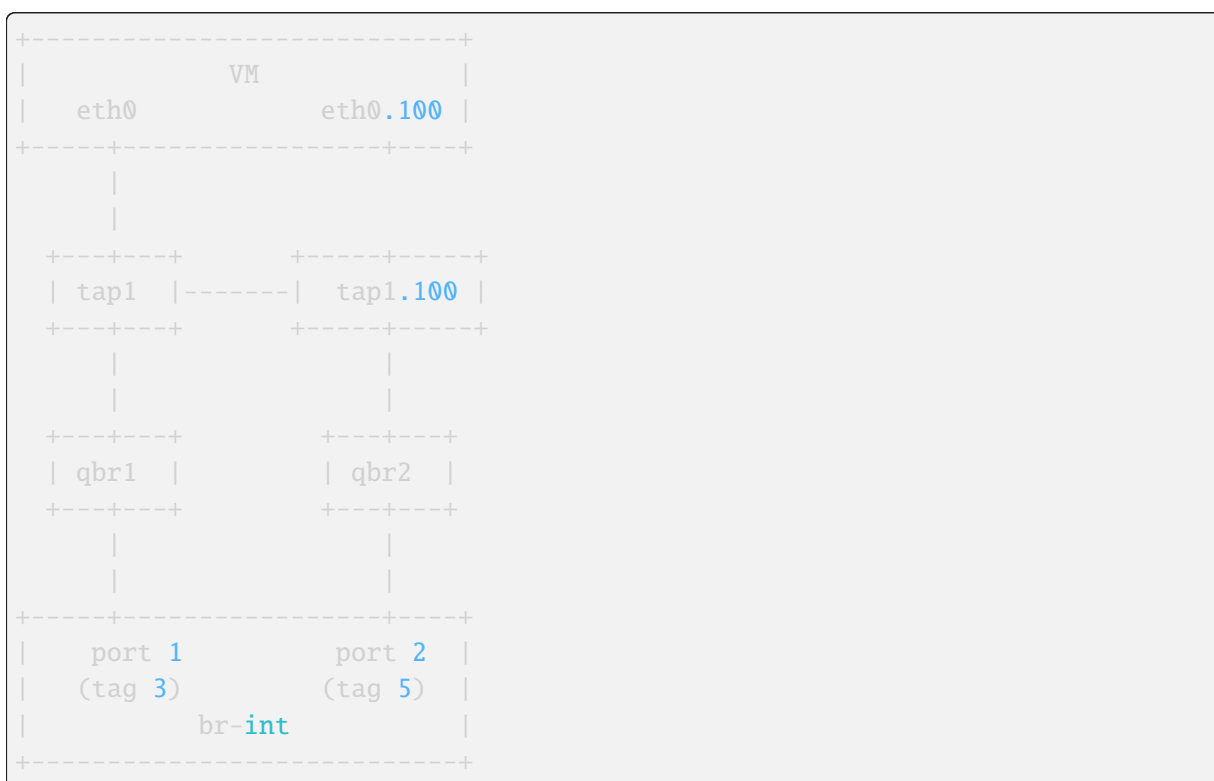 +----------------------------+
|             VM             |
|   eth0            eth0.100 |
+-----+-----------------+----+
      |
      |
  +---+---+       +-----+-----+
  | tap1  |-------|  tap1.100 |
  +---+---+       +-----+-----+
      |                 |
      |                 |
  +---+---+         +---+---+
  | qbr1  |         | qbr2  |
  +---+---+         +---+---+
      |                 |
      |                 |
+-----+-----------------+----+
|    port 1          port 2  |
|   (tag 3)         (tag 5)  |
|           br-int           |
+----------------------------+